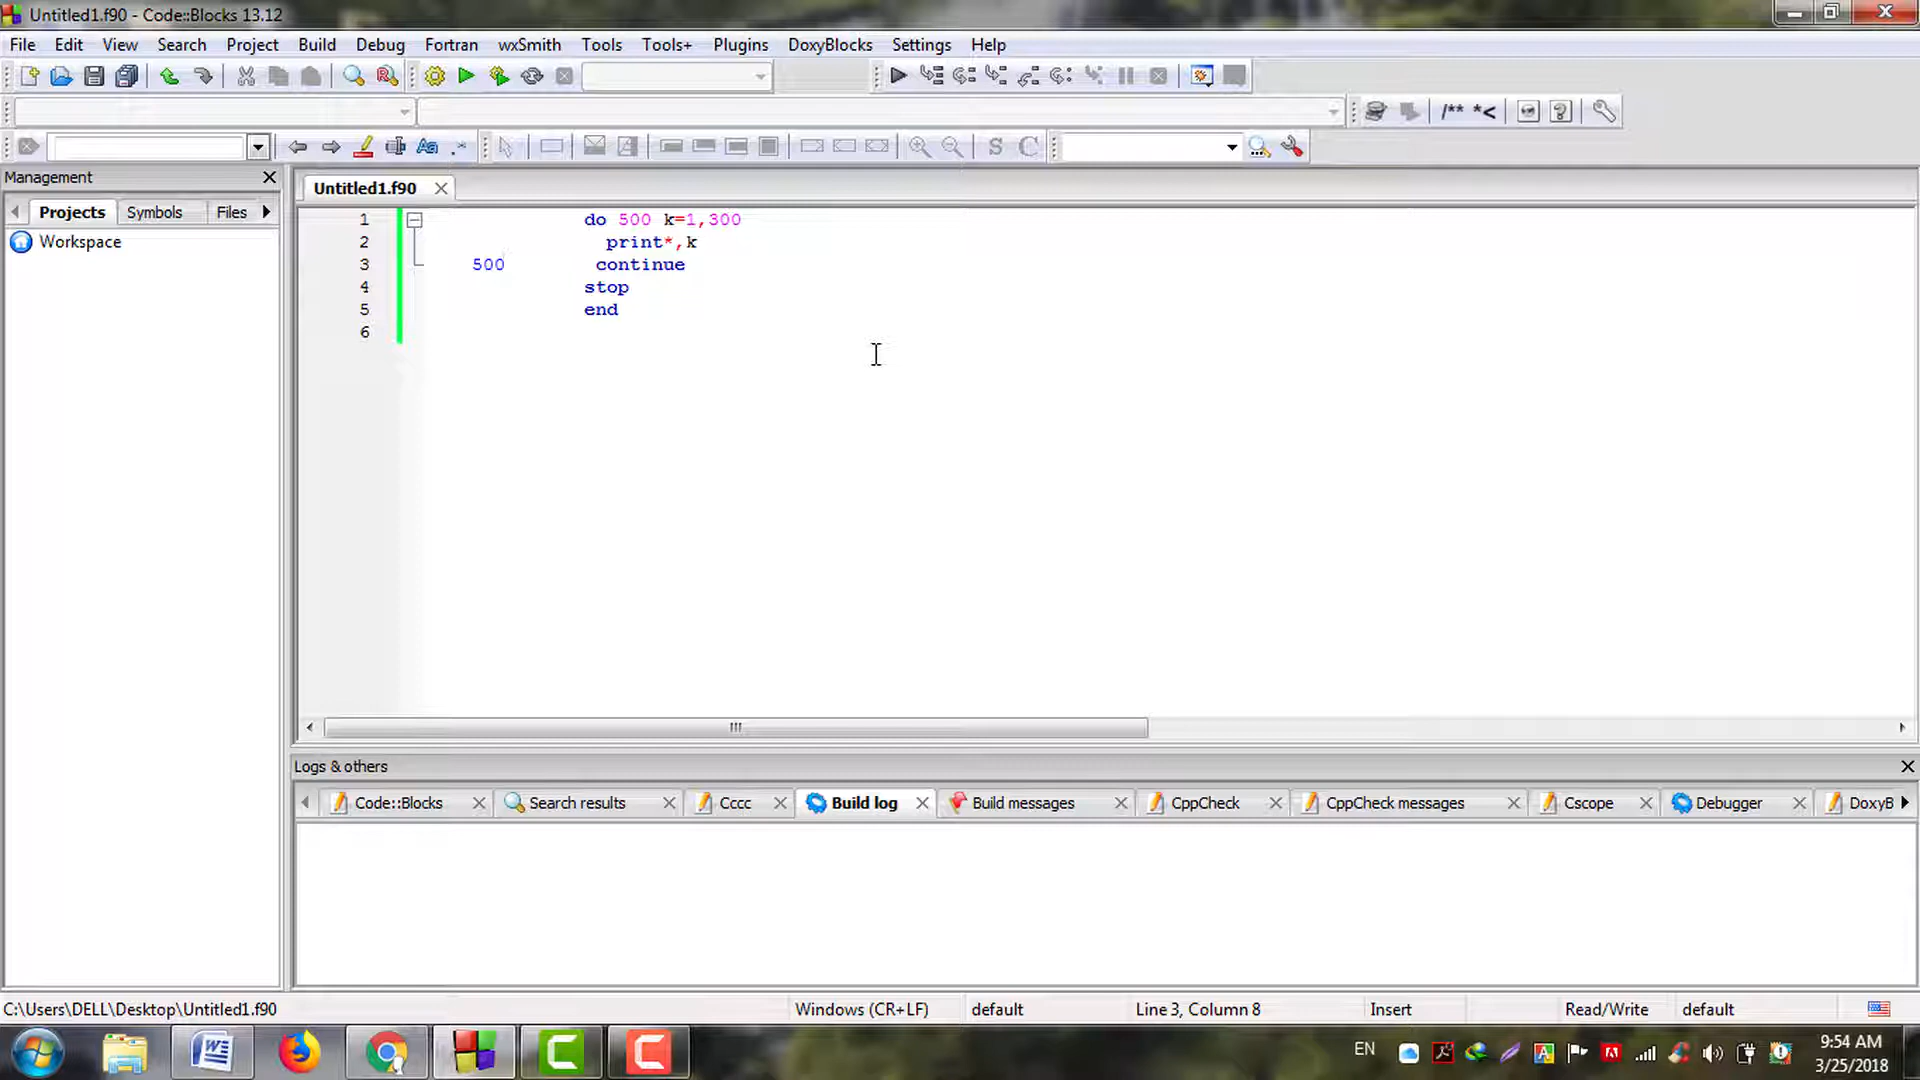 Untitled1.f90 - Code::Blocks 13.12
File Edit View Search Project Build Debug Fortran wxSmith Tools Tools+ Plugins DoxyBlocks Settings Help
/** *<
Management
Projects Symbols Files
Workspace
Untitled1.f90
1 do 500 k=1,300
2 print*,k
3 500 continue
4 stop
5 end
6
Logs & others
Code::Blocks Search results Cccc Build log Build messages CppCheck CppCheck messages Cscope Debugger DoxyB
C:\Users\DELL\Desktop\Untitled1.f90 Windows (CR+LF) default Line 3, Column 8 Insert Read/Write default
EN 9:54 AM
3/25/2018